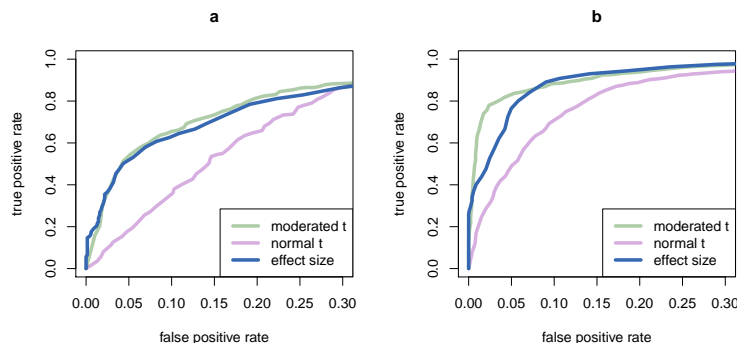 a
true positive rate
1.0
0.8
0.6
0.4
0.2
0.0
moderated t
normal t
effect size
0.00 0.05 0.10 0.15 0.20 0.25 0.30
false positive rate
b
true positive rate
1.0
0.8
0.6
0.4
0.2
0.0
moderated t
normal t
effect size
0.00 0.05 0.10 0.15 0.20 0.25 0.30
false positive rate